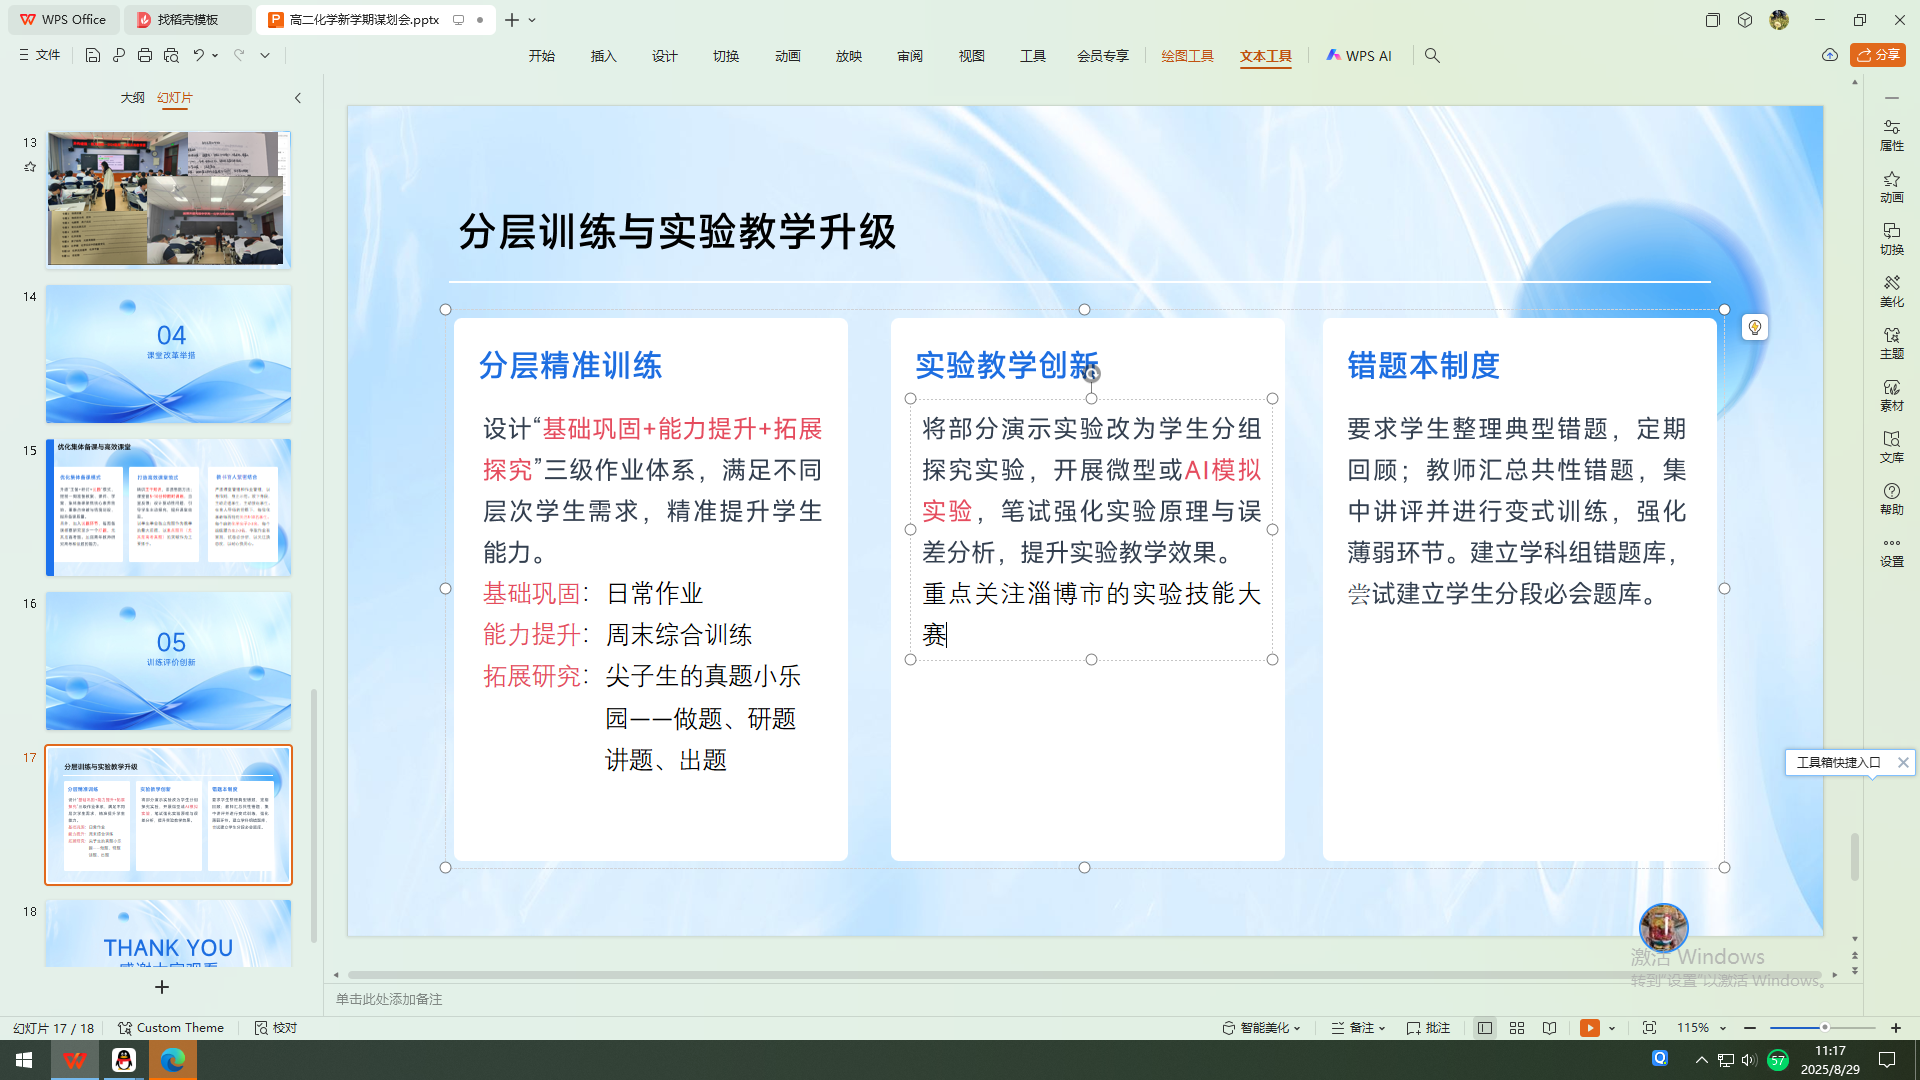 WPS Office
找稻壳模板
高二化学新学期谋划会.pptx
文件
开始
插入
设计
切换
动画
放映
审阅
视图
工具
会员专享
绘图工具
文本工具
WPS AI
分享
大纲
幻灯片
13
14
04
课堂改革举措
15
优化集体备课与高效课堂
16
05
训练评价创新
17
分层训练与实验教学升级
18
THANK YOU
分层训练与实验教学升级
分层精准训练
设计“基础巩固+能力提升+拓展
探究”三级作业体系，满足不同
层次学生需求，精准提升学生
能力。
基础巩固：日常作业
能力提升：周末综合训练
拓展研究：尖子生的真题小乐
园——做题、研题
讲题、出题
实验教学创新
将部分演示实验改为学生分组
探究实验，开展微型或AI模拟
实验，笔试强化实验原理与误
差分析，提升实验教学效果。
重点关注淄博市的实验技能大
赛
错题本制度
要求学生整理典型错题，定期
回顾；教师汇总共性错题，集
中讲评并进行变式训练，强化
薄弱环节。建立学科组错题库，
尝试建立学生分段必会题库。
属性
动画
切换
美化
主题
素材
文库
帮助
设置
工具箱快捷入口
激活 Windows
转到“设置”以激活 Windows。
单击此处添加备注
幻灯片 17 / 18
Custom Theme
校对
智能美化
备注
批注
115%
57
11:17
2025/8/29